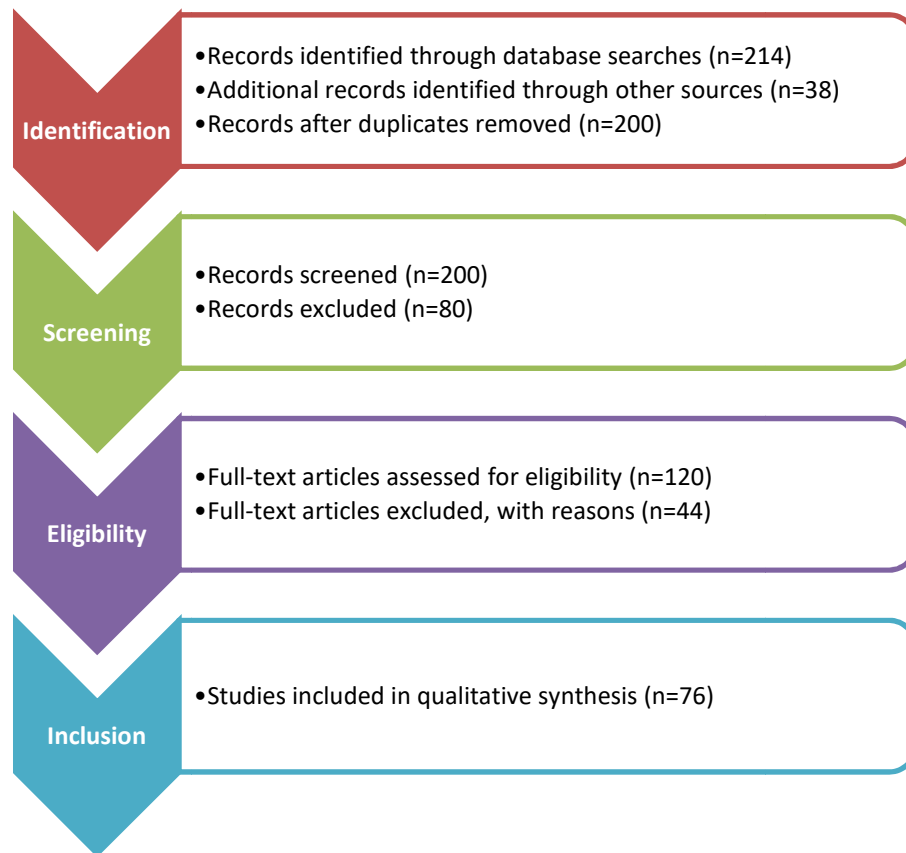 Identification
•Records identified through database searches (n=214)
•Additional records identified through other sources (n=38)
•Records after duplicates removed (n=200)
Screening
•Records screened (n=200)
•Records excluded (n=80)
Eligibility
•Full-text articles assessed for eligibility (n=120)
•Full-text articles excluded, with reasons (n=44)
Inclusion
•Studies included in qualitative synthesis (n=76)